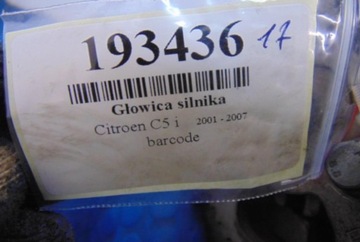 193436 17
Głowica silnika
Citroen C5 i 2001 - 2007
barcode